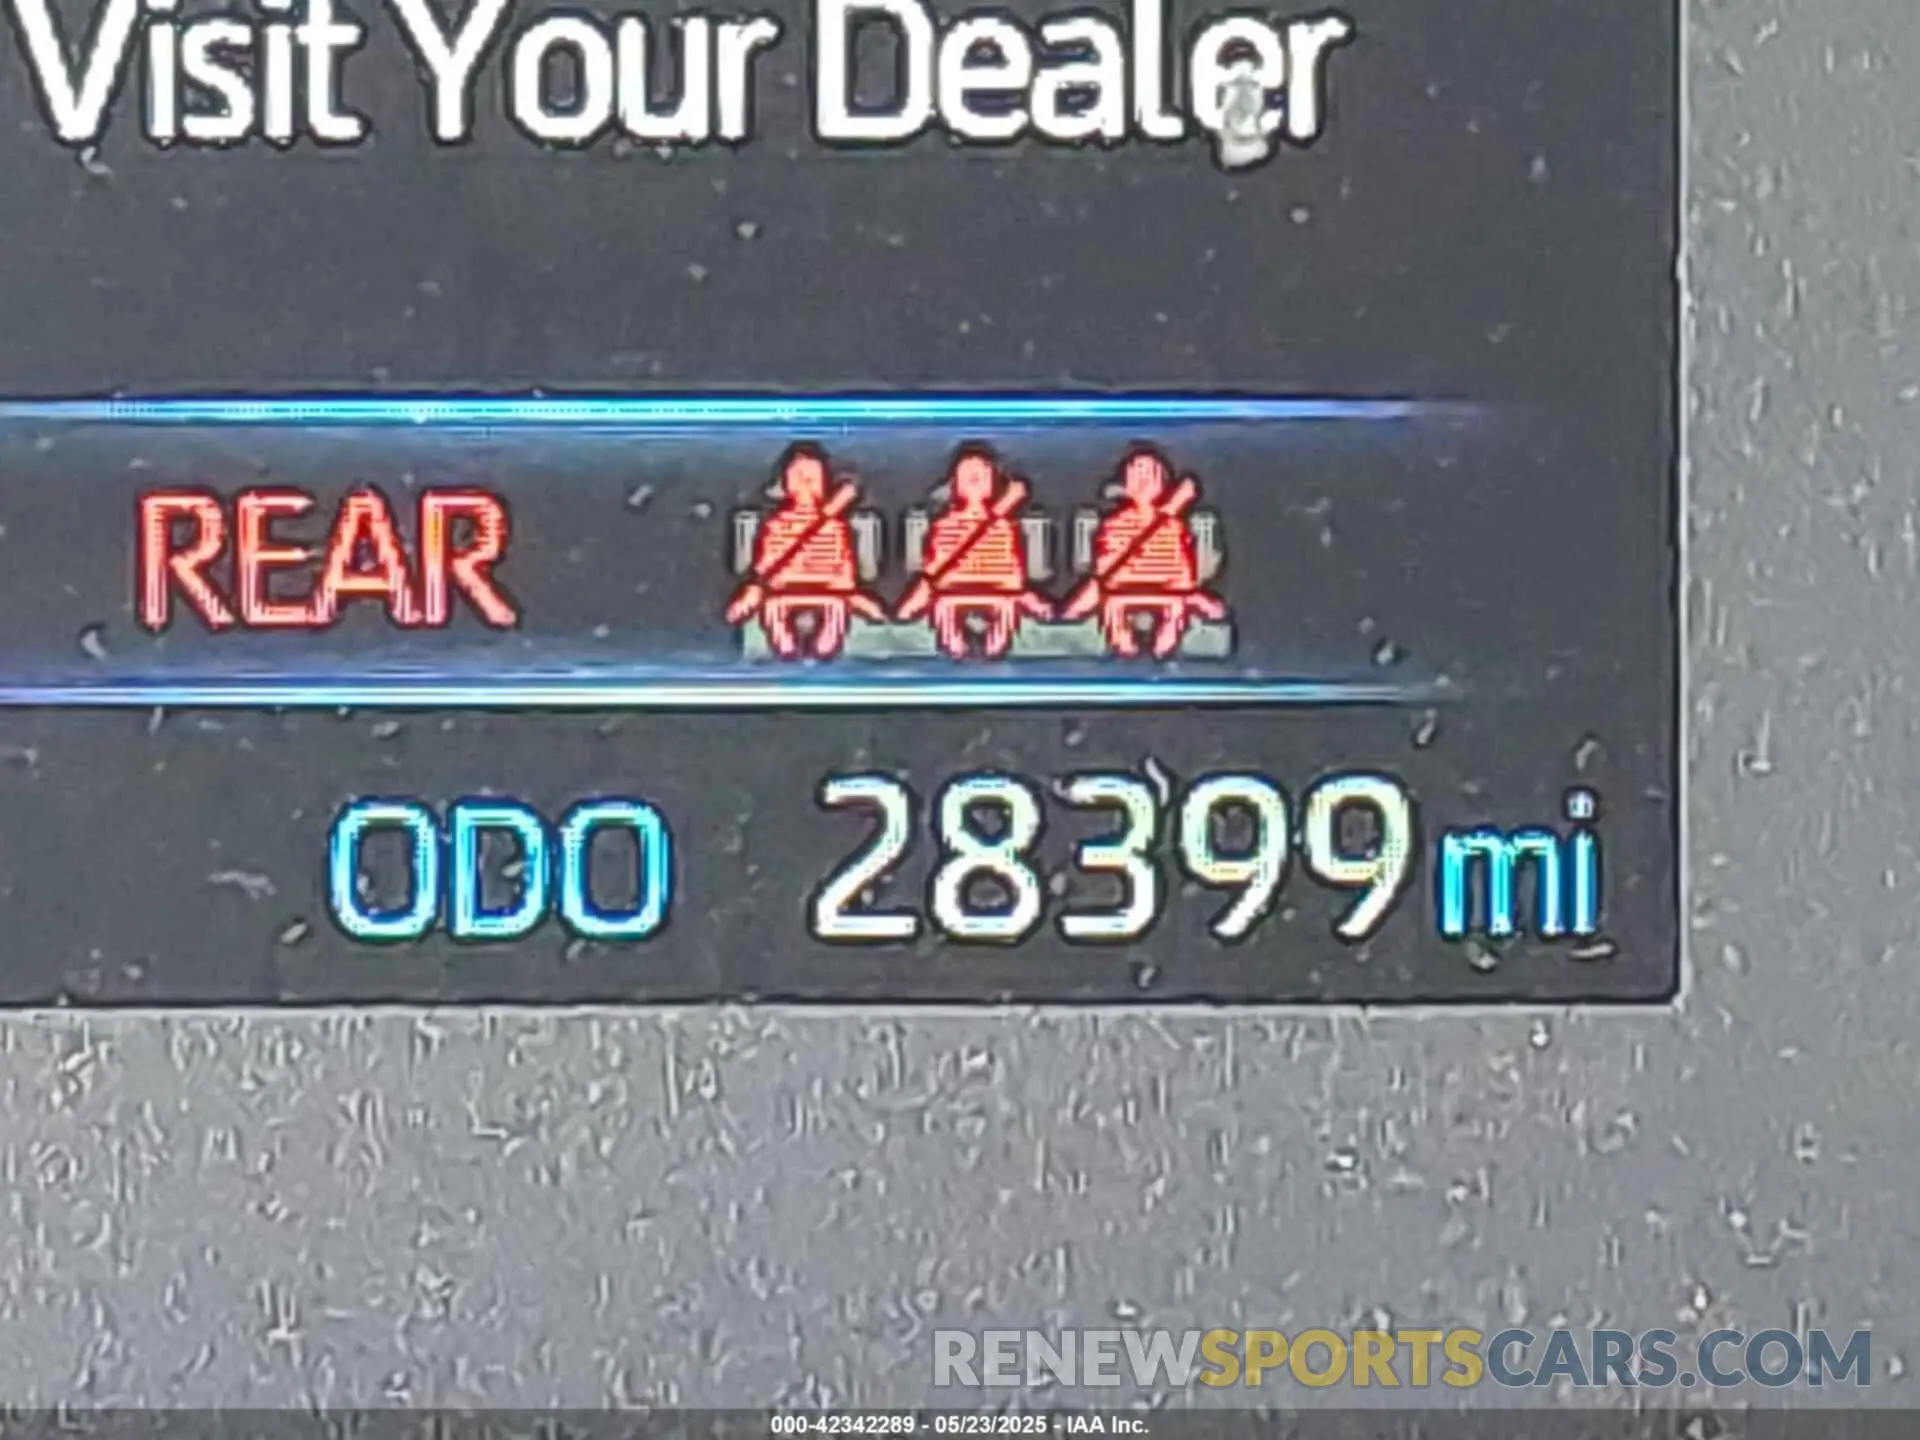 Visit Your Dealer
REAR
ODO 28399 mi
RENEWSPORTSCARS.COM
000-42342289 - 05/23/2025 - IAA Inc.